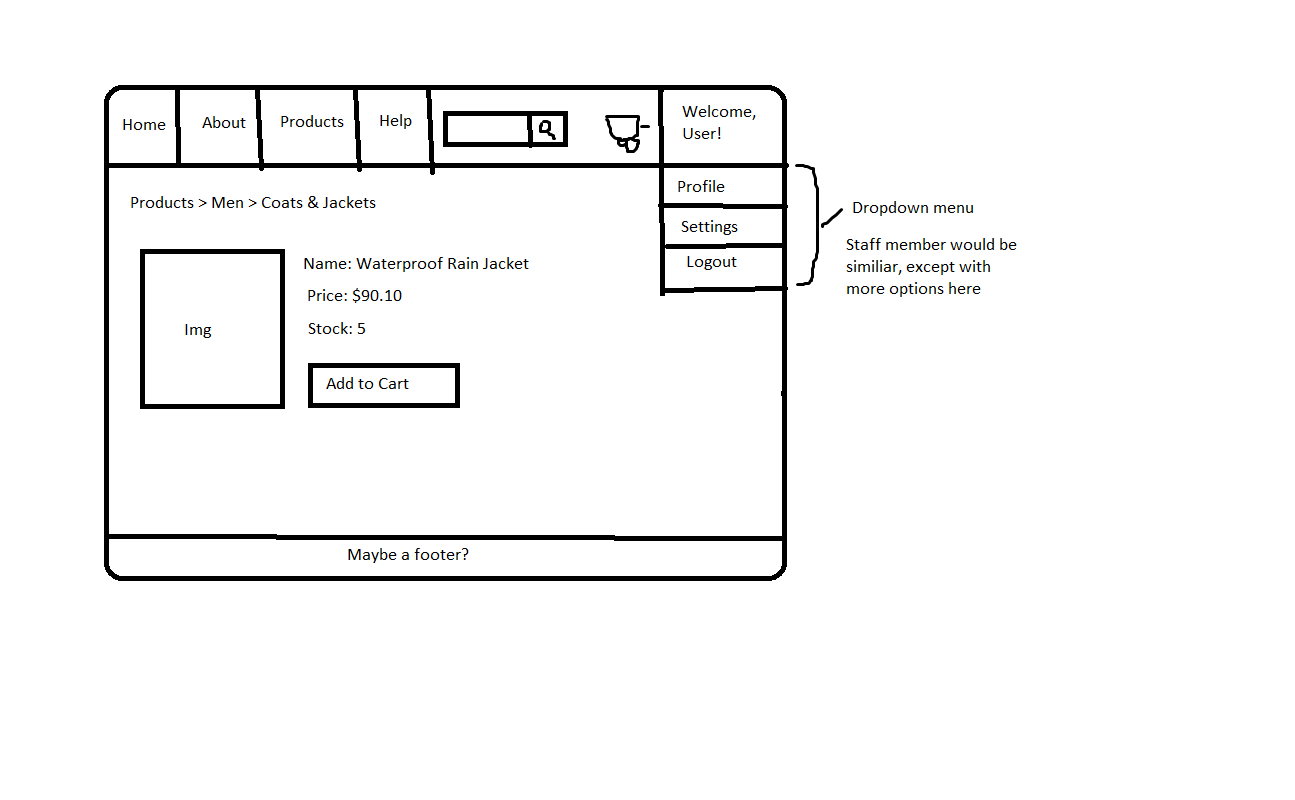 Home
About
Products
Help
Welcome,
User!
Profile
Settings
Logout
Dropdown menu
Staff member would be
similiar, except with
more options here
Products > Men > Coats & Jackets
Img
Name: Waterproof Rain Jacket
Price: $90.10
Stock: 5
Add to Cart
Maybe a footer?